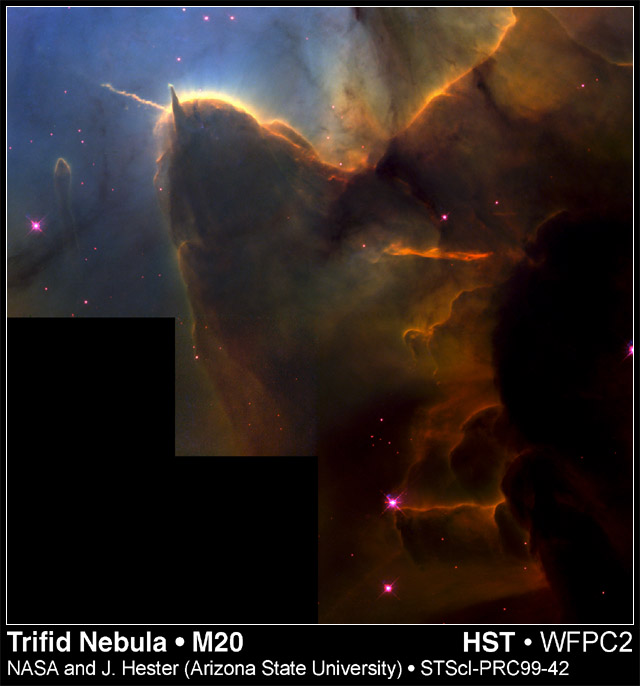 Trifid Nebula • M20 HST • WFPC2
NASA and J. Hester (Arizona State University) • STScI-PRC99-42